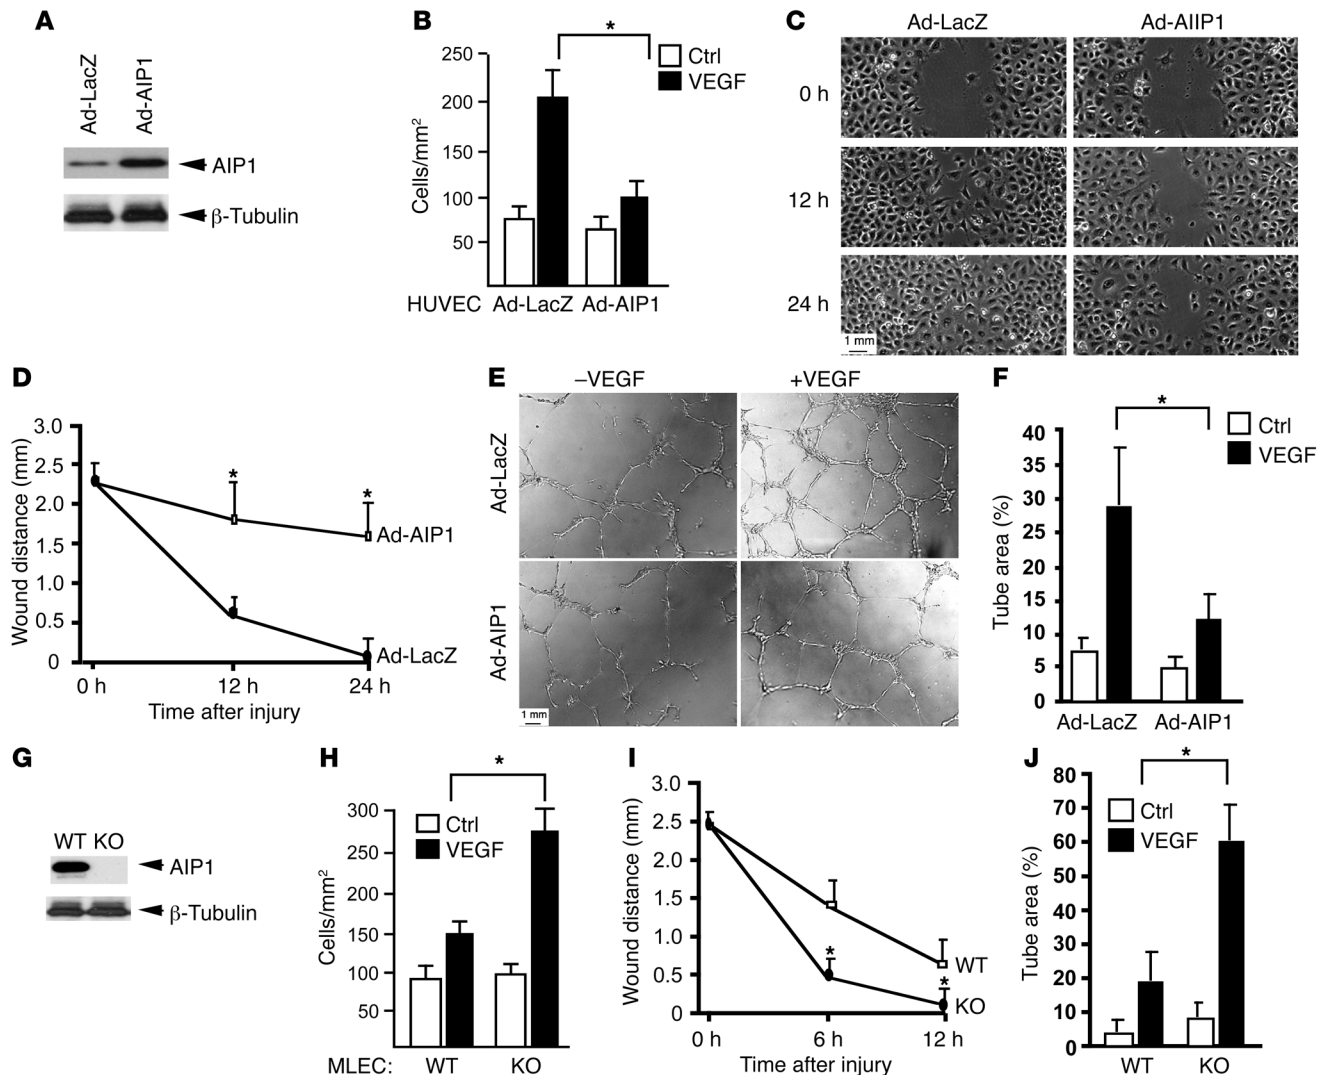 A
Ad-LacZ
Ad-AIP1
AIP1
β-Tubulin
B
*
Ctrl
VEGF
250
200
150
100
50
Cells/mm²
HUVEC Ad-LacZ Ad-AIP1
C
Ad-LacZ Ad-AIIP1
0 h
12 h
24 h
1 mm
D
3.0
2.5
2.0
1.5
1.0
0.5
0
Wound distance (mm)
* *
Ad-AIP1
Ad-LacZ
0 h 12 h 24 h
Time after injury
E
–VEGF +VEGF
Ad-LacZ
Ad-AIP1
1 mm
F
*
Ctrl
VEGF
40
35
30
25
20
15
10
5
0
Tube area (%)
Ad-LacZ Ad-AIP1
G
WT KO
AIP1
β-Tubulin
H
*
Ctrl
VEGF
300
250
200
150
100
50
Cells/mm²
MLEC: WT KO
I
3.0
2.5
2.0
1.5
1.0
0.5
0
Wound distance (mm)
* *
WT
KO
0 h 6 h 12 h
Time after injury
J
*
Ctrl
VEGF
80
70
60
50
40
30
20
10
0
Tube area (%)
WT KO